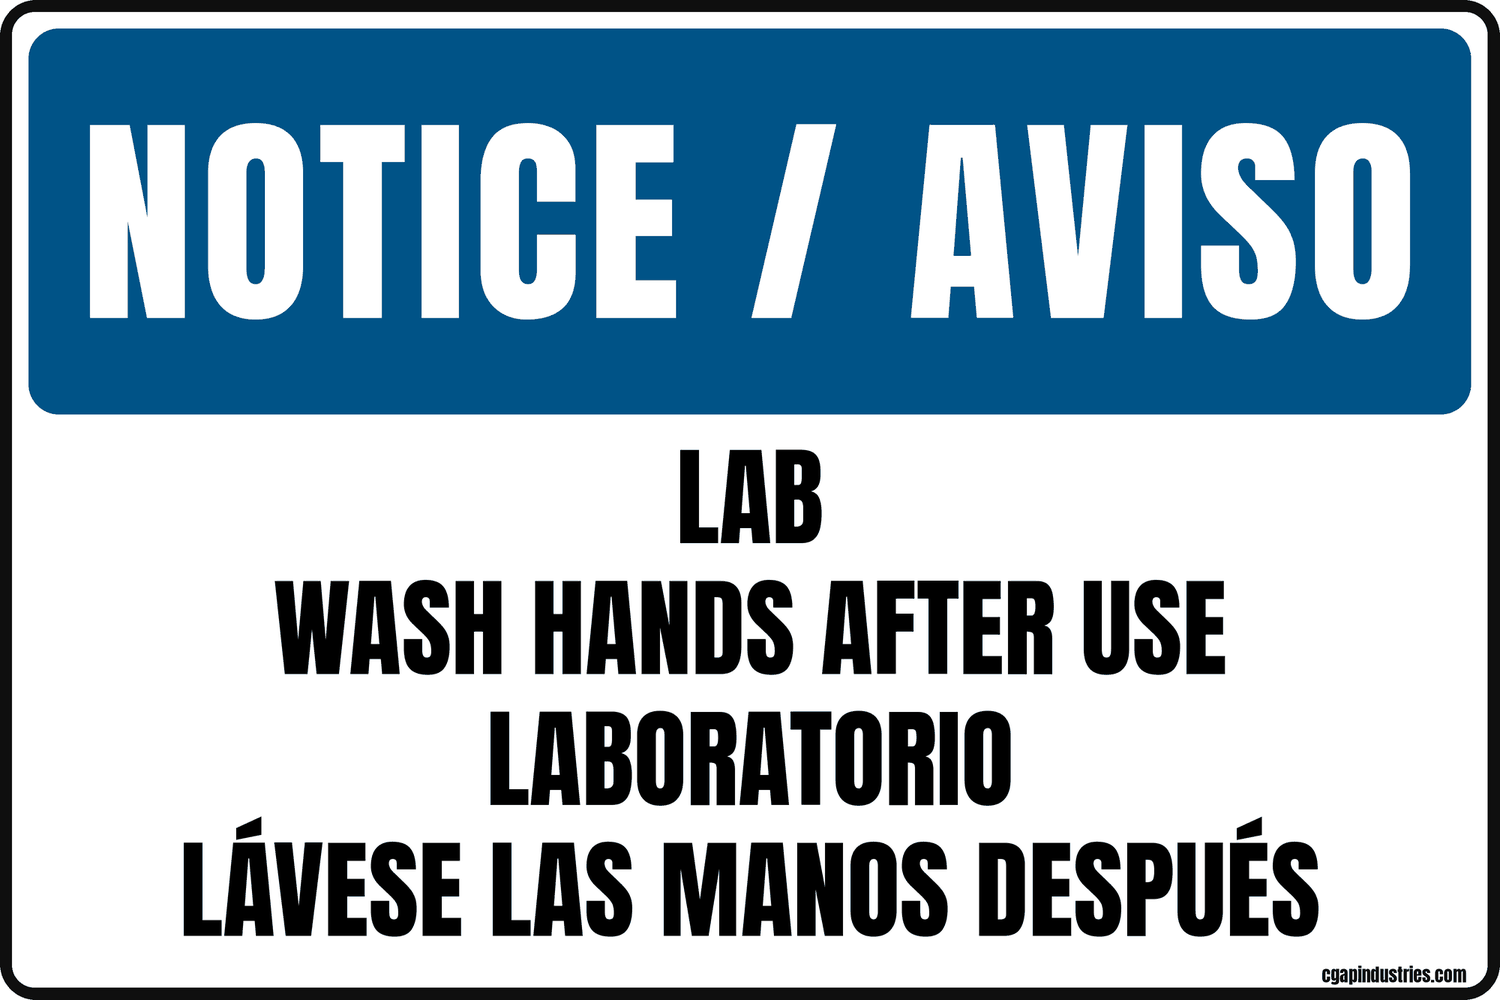 NOTICE / AVISO
LAB
WASH HANDS AFTER USE
LABORATORIO
LÁVESE LAS MANOS DESPUÉS
cgapindustries.com